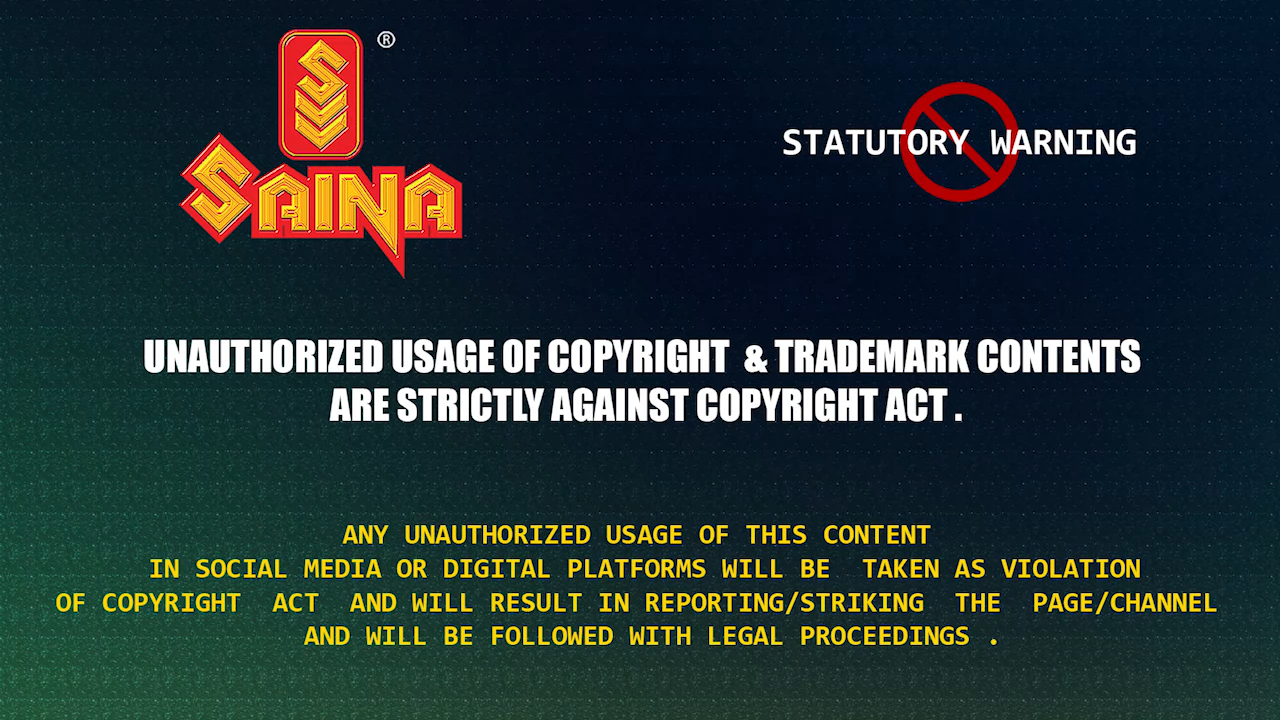 ®
SAINA
STATUTORY WARNING
UNAUTHORIZED USAGE OF COPYRIGHT & TRADEMARK CONTENTS
ARE STRICTLY AGAINST COPYRIGHT ACT .
ANY UNAUTHORIZED USAGE OF THIS CONTENT
IN SOCIAL MEDIA OR DIGITAL PLATFORMS WILL BE TAKEN AS VIOLATION
OF COPYRIGHT ACT AND WILL RESULT IN REPORTING/STRIKING THE PAGE/CHANNEL
AND WILL BE FOLLOWED WITH LEGAL PROCEEDINGS .